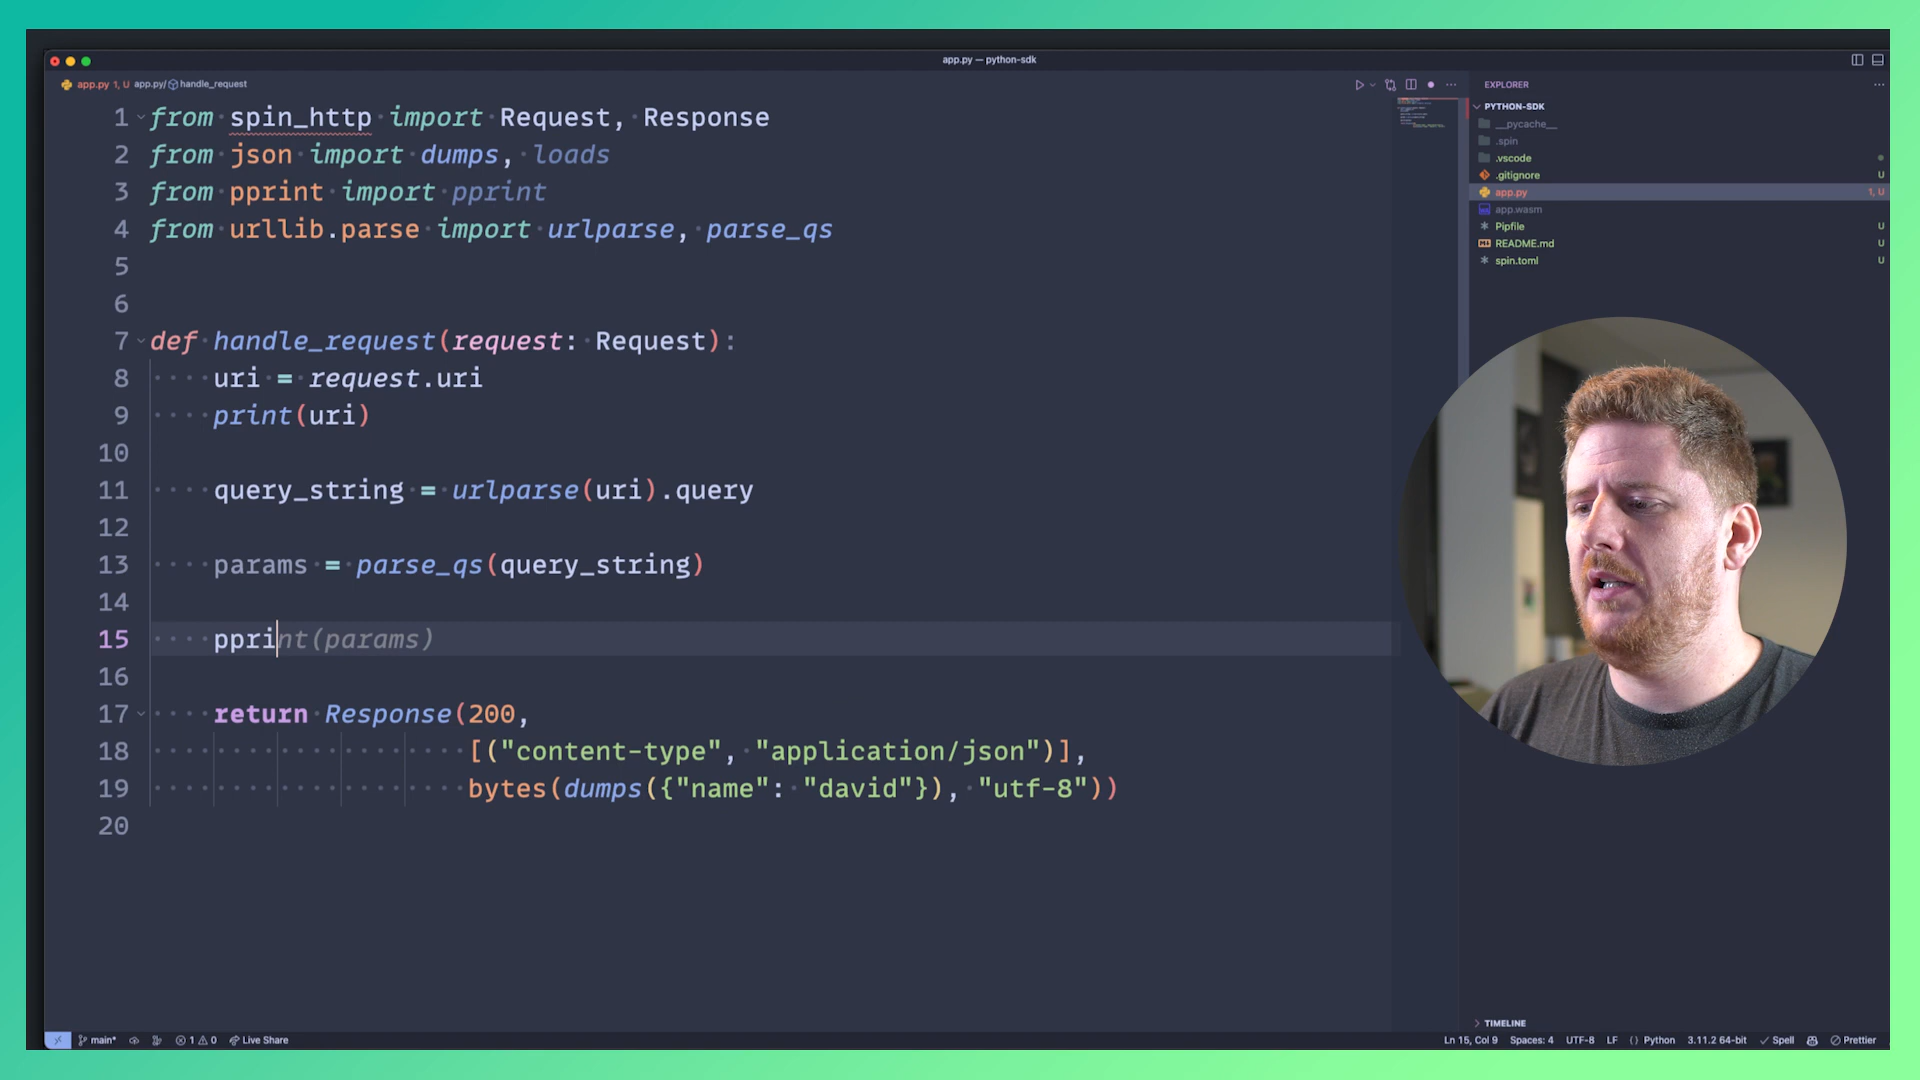 app.py — python-sdk
app.py 1, U app.py/ handle_request
EXPLORER
PYTHON-SDK
__pycache__
.spin
.vscode
.gitignore U
app.py 1, U
app.wasm
Pipfile U
README.md U
spin.toml U
1 from spin_http import Request, Response
2 from json import dumps, loads
3 from pprint import pprint
4 from urllib.parse import urlparse, parse_qs
5
6
7 def handle_request(request: Request):
8 uri = request.uri
9 print(uri)
10
11 query_string = urlparse(uri).query
12
13 params = parse_qs(query_string)
14
15 pprint(params)
16
17 return Response(200,
18 [("content-type", "application/json")],
19 bytes(dumps({"name": "david"}), "utf-8"))
20
TIMELINE
main* 1 0 Live Share Ln 15, Col 9 Spaces: 4 UTF-8 LF Python 3.11.2 64-bit Spell Prettier